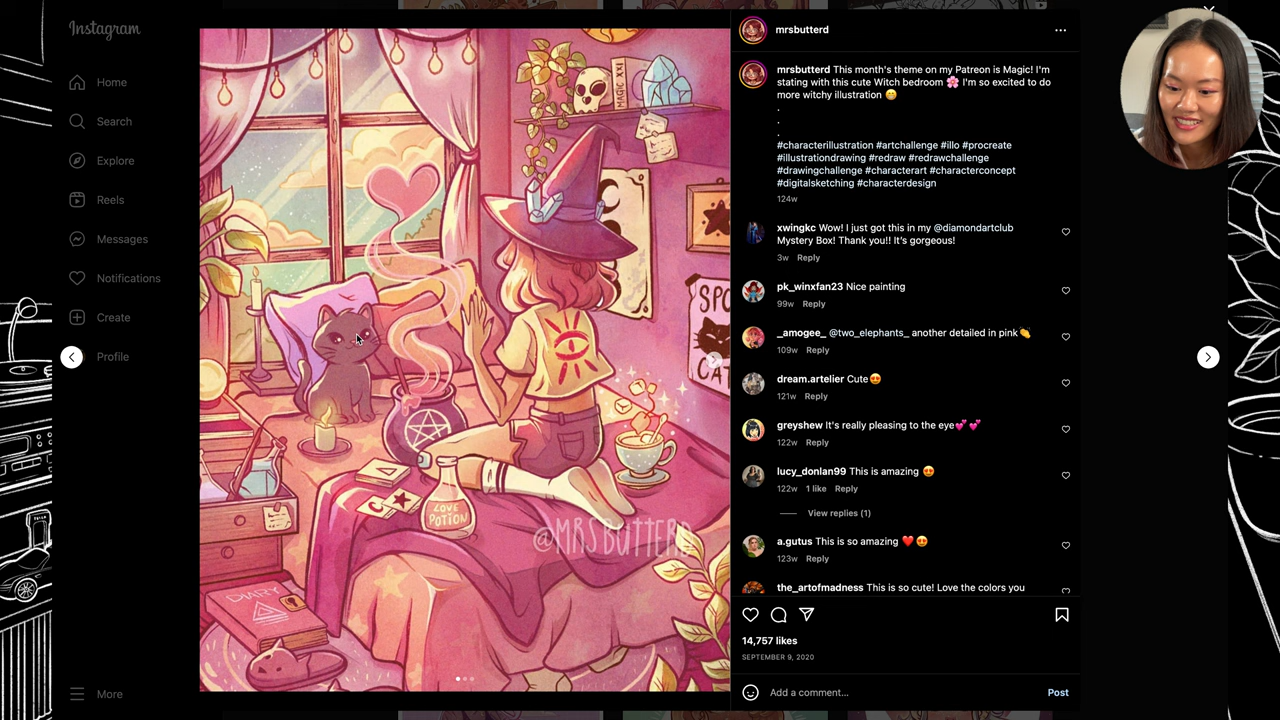 Instagram
Home
Search
Explore
Reels
Messages
Notifications
Create
Profile
More
MAGIC XXI
SPO
CAT
LOVE
POTION
@MRSBUTTERD
DIARY
mrsbutterd
mrsbutterd This month's theme on my Patreon is Magic! I'm
stating with this cute Witch bedroom 🌸 I'm so excited to do
more witchy illustration 😁
.
.
.
#characterillustration #artchallenge #illo #procreate
#illustrationdrawing #redraw #redrawchallenge
#drawingchallenge #characterart #characterconcept
#digitalsketching #characterdesign
124w
xwingkc Wow! I just got this in my @diamondartclub
Mystery Box! Thank you!! It's gorgeous!
3w Reply
pk_winxfan23 Nice painting
99w Reply
_amogee_ @two_elephants_ another detailed in pink👏
109w Reply
dream.artelier Cute😍
121w Reply
greyshew It's really pleasing to the eye💕💕
122w Reply
lucy_donlan99 This is amazing 😍
122w 1 like Reply
View replies (1)
a.gutus This is so amazing ❤️😍
123w Reply
the_artofmadness This is so cute! Love the colors you
14,757 likes
SEPTEMBER 9, 2020
Add a comment...
Post